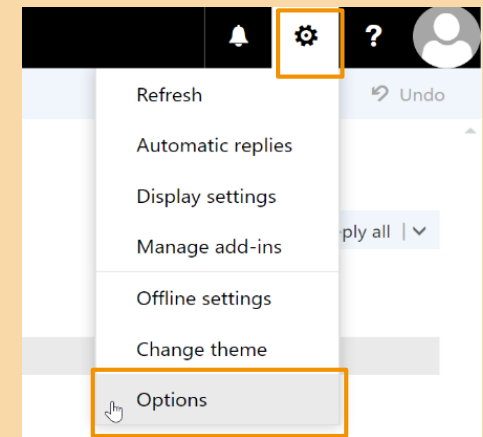 ?
Refresh
Undo
Automatic replies
Display settings
Manage add-ins
ply all
Offline settings
Change theme
Options